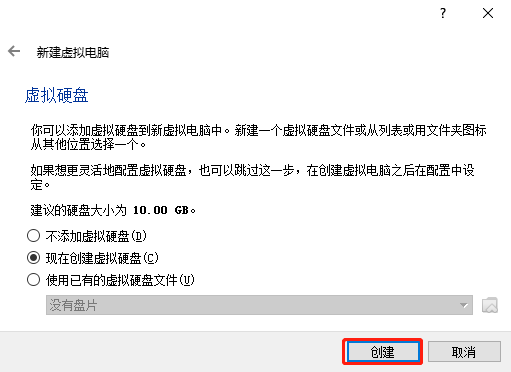 ?
新建虚拟电脑
虚拟硬盘
你可以添加虚拟硬盘到新虚拟电脑中。新建一个虚拟硬盘文件或从列表或用文件夹图标
从其他位置选择一个。
如果想更灵活地配置虚拟硬盘，也可以跳过这一步，在创建虚拟电脑之后在配置中设
定。
建议的硬盘大小为 10.00 GB。
不添加虚拟硬盘(D)
现在创建虚拟硬盘(C)
使用已有的虚拟硬盘文件(U)
没有盘片
创建 取消